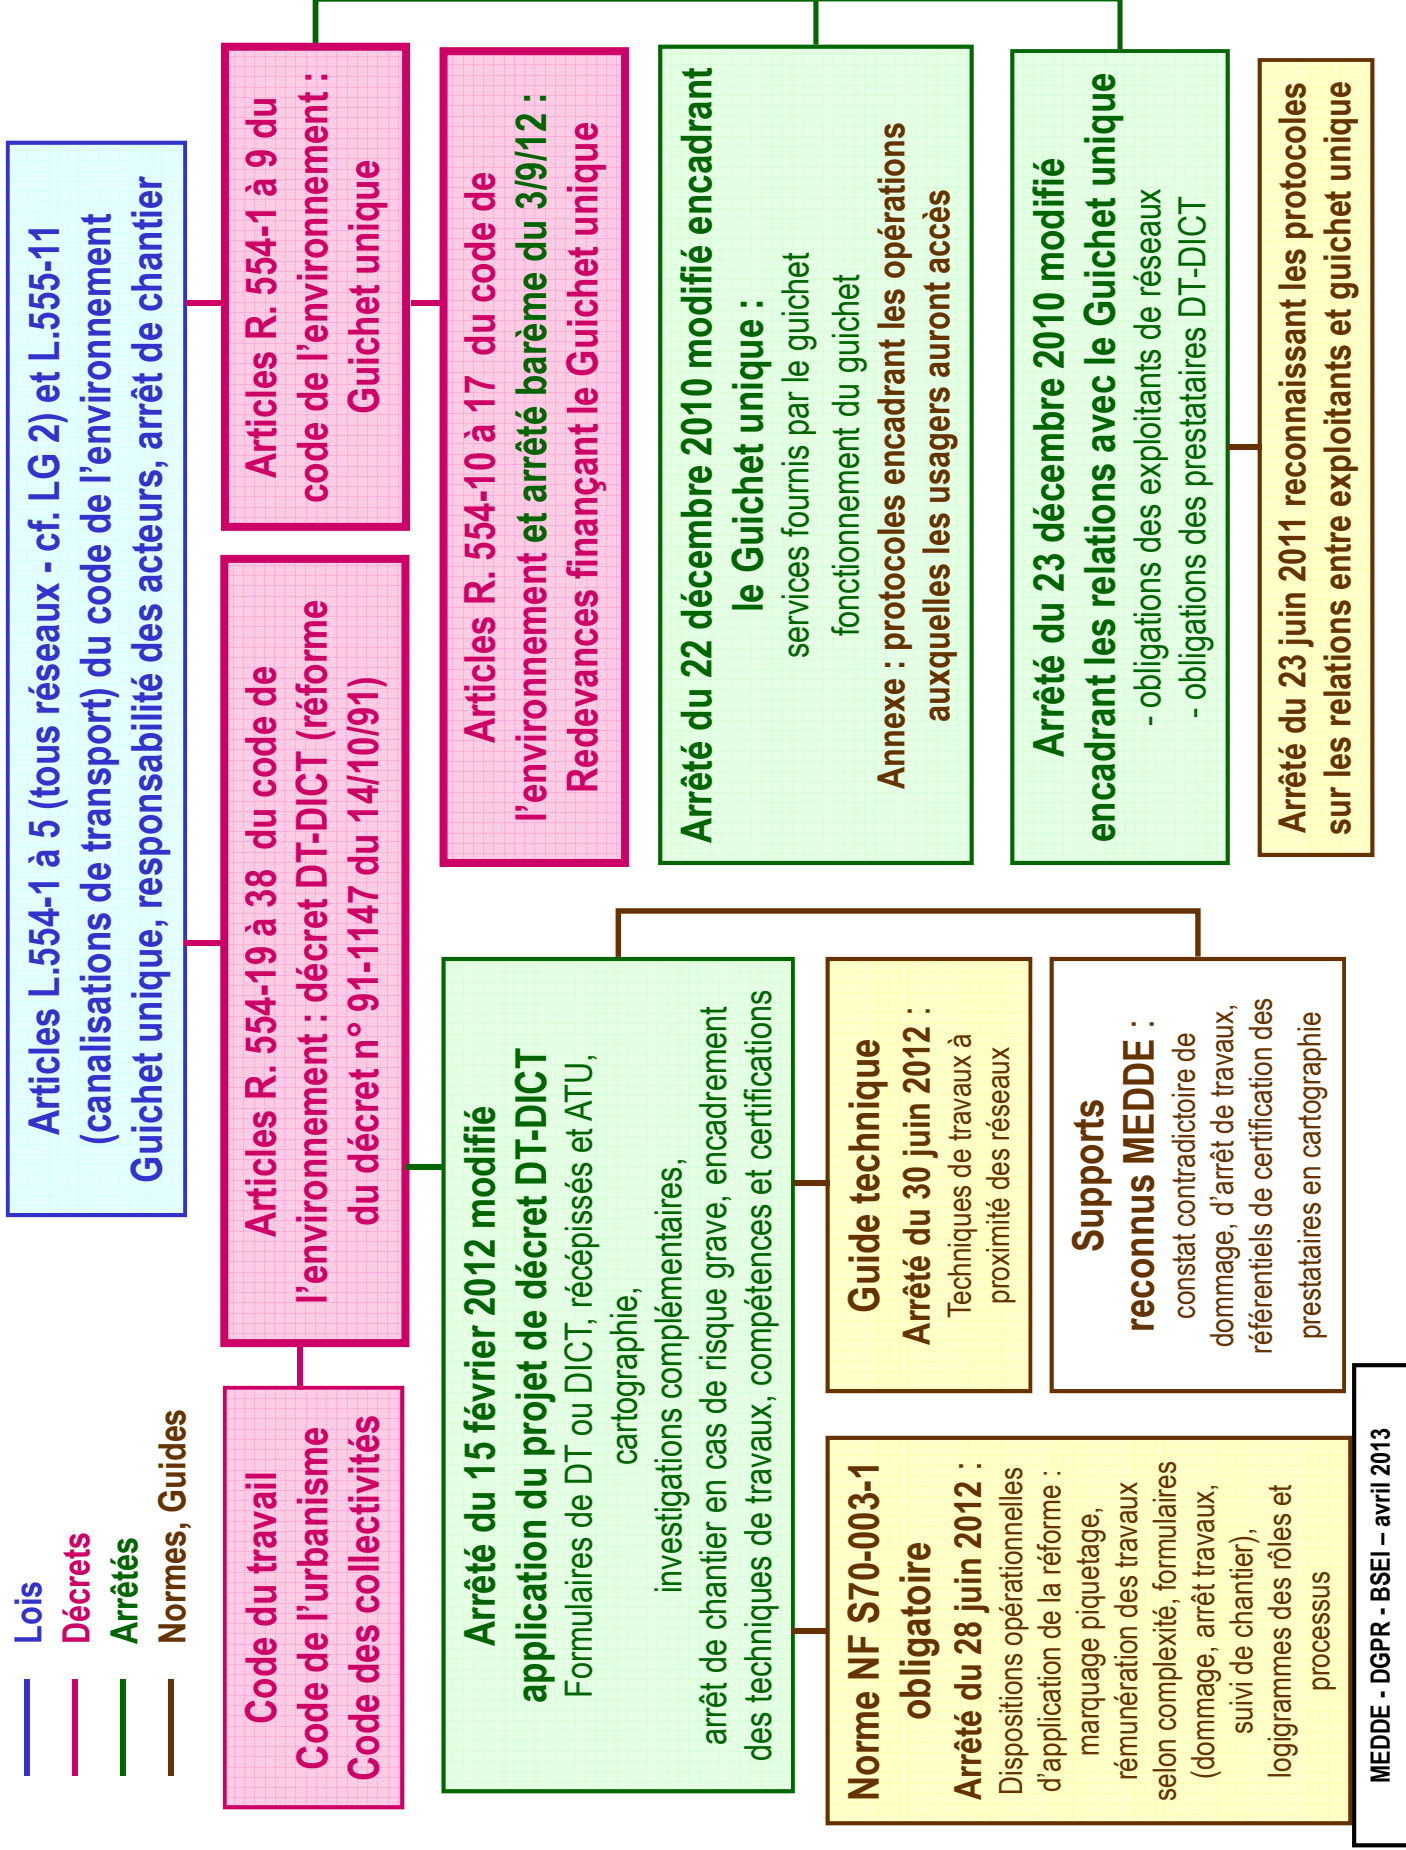 Lois
Décrets
Arrêtés
Normes, Guides
Articles L.554-1 à 5 (tous réseaux - cf. LG 2) et L.555-11
(canalisations de transport) du code de l'environnement
Guichet unique, responsabilité des acteurs, arrêt de chantier
Code du travail
Code de l'urbanisme
Code des collectivités
Articles R. 554-19 à 38 du code de
l'environnement : décret DT-DICT (réforme
du décret n° 91-1147 du 14/10/91)
Articles R. 554-1 à 9 du
code de l'environnement :
Guichet unique
Arrêté du 15 février 2012 modifié
application du projet de décret DT-DICT
Formulaires de DT ou DICT, récépissés et ATU,
cartographie,
investigations complémentaires,
arrêt de chantier en cas de risque grave, encadrement
des techniques de travaux, compétences et certifications
Articles R. 554-10 à 17 du code de
l'environnement et arrêté barème du 3/9/12 :
Redevances finançant le Guichet unique
Arrêté du 22 décembre 2010 modifié encadrant
le Guichet unique :
services fournis par le guichet
fonctionnement du guichet
Annexe : protocoles encadrant les opérations
auxquelles les usagers auront accès
Norme NF S70-003-1
obligatoire
Arrêté du 28 juin 2012 :
Dispositions opérationnelles
d'application de la réforme :
marquage piquetage,
rémunération des travaux
selon complexité, formulaires
(dommage, arrêt travaux,
suivi de chantier),
logigrammes des rôles et
processus
Guide technique
Arrêté du 30 juin 2012 :
Techniques de travaux à
proximité des réseaux
Supports
reconnus MEDDE :
constat contradictoire de
dommage, d'arrêt de travaux,
référentiels de certification des
prestataires en cartographie
Arrêté du 23 décembre 2010 modifié
encadrant les relations avec le Guichet unique
- obligations des exploitants de réseaux
- obligations des prestataires DT-DICT
Arrêté du 23 juin 2011 reconnaissant les protocoles
sur les relations entre exploitants et guichet unique
MEDDE - DGPR - BSEI – avril 2013